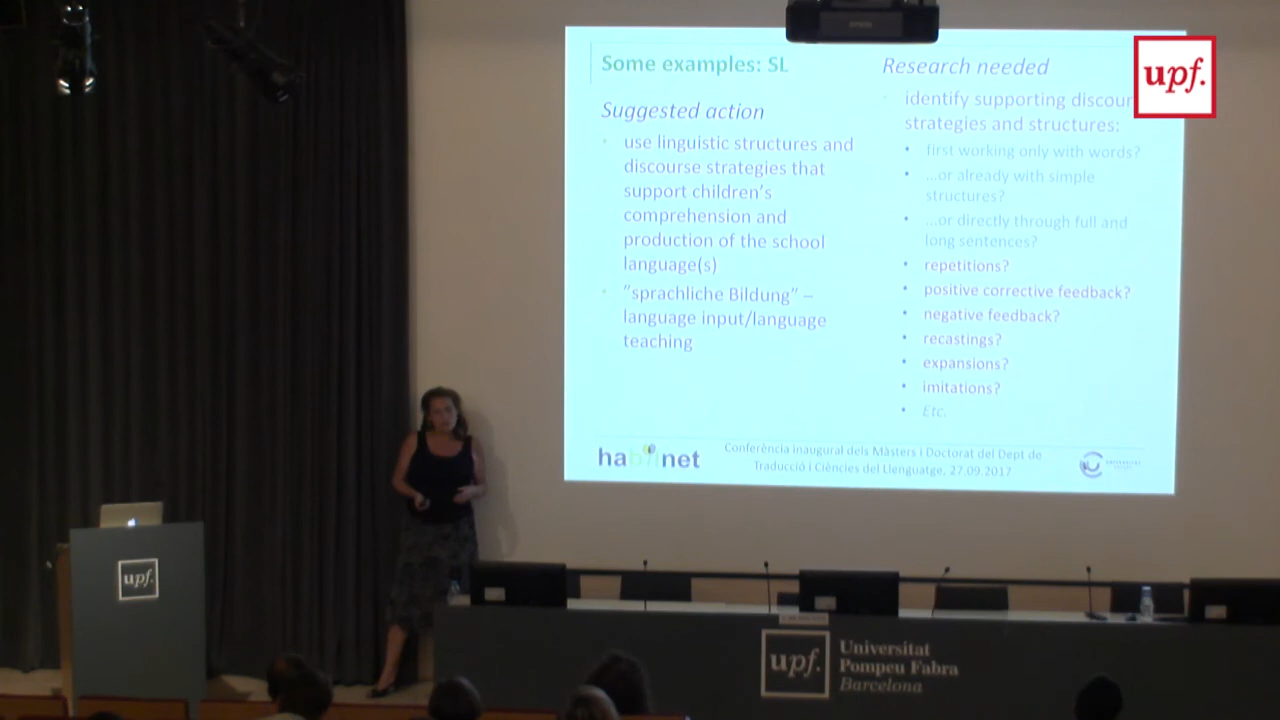 Some examples: SL
Suggested action
• use linguistic structures and
discourse strategies that
support children's
comprehension and
production of the school
language(s)
• "sprachliche Bildung" –
language input/language
teaching
Research needed
• identify supporting discour
strategies and structures:
• first working only with words?
• ...or already with simple
structures?
• ...or directly through full and
long sentences?
• repetitions?
• positive corrective feedback?
• negative feedback?
• recastings?
• expansions?
• imitations?
• Etc.
habilnet
Conferència inaugural dels Màsters i Doctorat del Dept de
Traducció i Ciències del Llenguatge, 27.09.2017
upf.
EPSON
upf.
upf.
Universitat
Pompeu Fabra
Barcelona